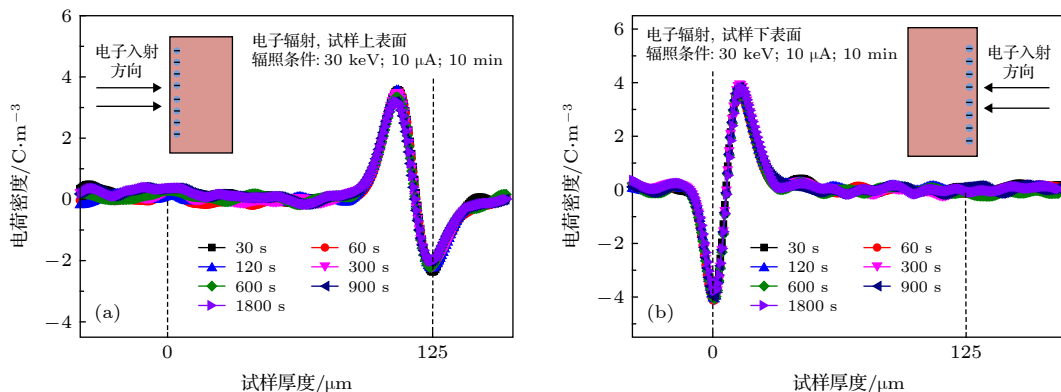 电子辐射, 试样上表面
辐照条件: 30 keV; 10 μA; 10 min
电子入射
方向
6
4
2
0
−2
−4
电荷密度/C·m−3
30 s
60 s
120 s
300 s
600 s
900 s
1800 s
(a)
0
125
试样厚度/μm
电子辐射, 试样下表面
辐照条件: 30 keV; 10 μA; 10 min
电子入射
方向
6
4
2
0
−2
−4
电荷密度/C·m−3
30 s
60 s
120 s
300 s
600 s
900 s
1800 s
(b)
0
125
试样厚度/μm